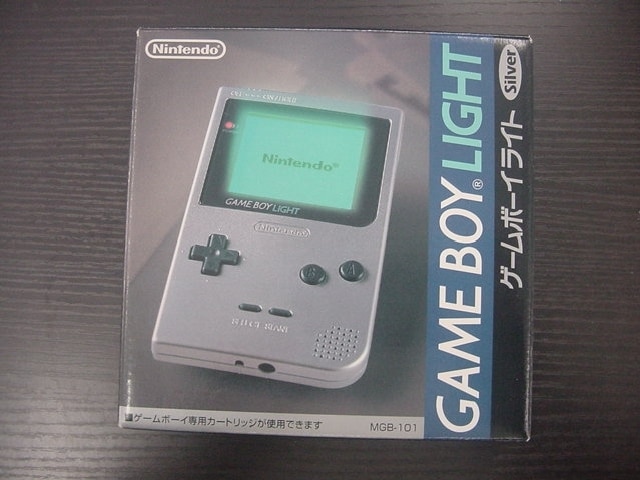 Nintendo®
Nintendo®
GAME BOY LIGHT
Nintendo
B
A
SELECT START
GAME BOY® LIGHT
Silver
ゲームボーイライト
ゲームボーイ専用カートリッジが使用できます
MGB-101